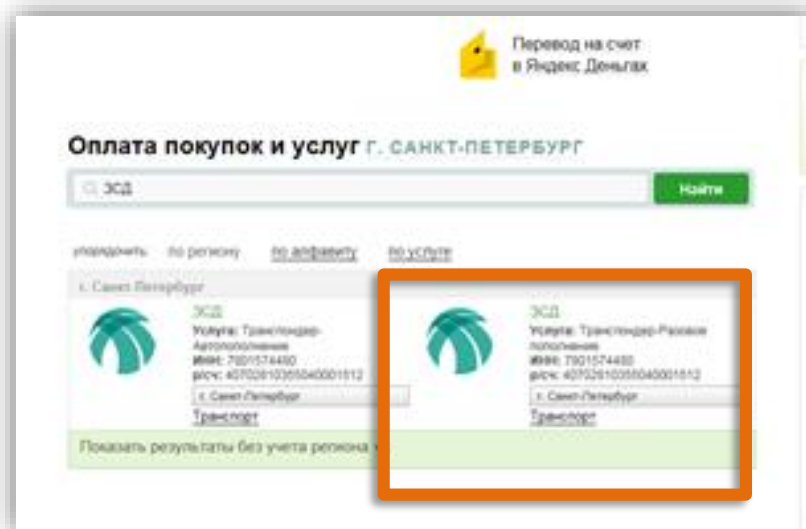 Перевод на счет
в Яндекс Деньгах
Оплата покупок и услуг Г. САНКТ-ПЕТЕРБУРГ
ЗСД
Найти
упорядочить по региону по алфавиту по услуге
г. Санкт-Петербург
ЗСД
Услуга: Транспондер-
Автопополнение
ИНН: 7801574480
р/сч: 40702810355040001512
г. Санкт-Петербург
Транспорт
ЗСД
Услуга: Транспондер-Разовое
пополнение
ИНН: 7801574480
р/сч: 40702810355040001512
г. Санкт-Петербург
Транспорт
Показать результаты без учета региона